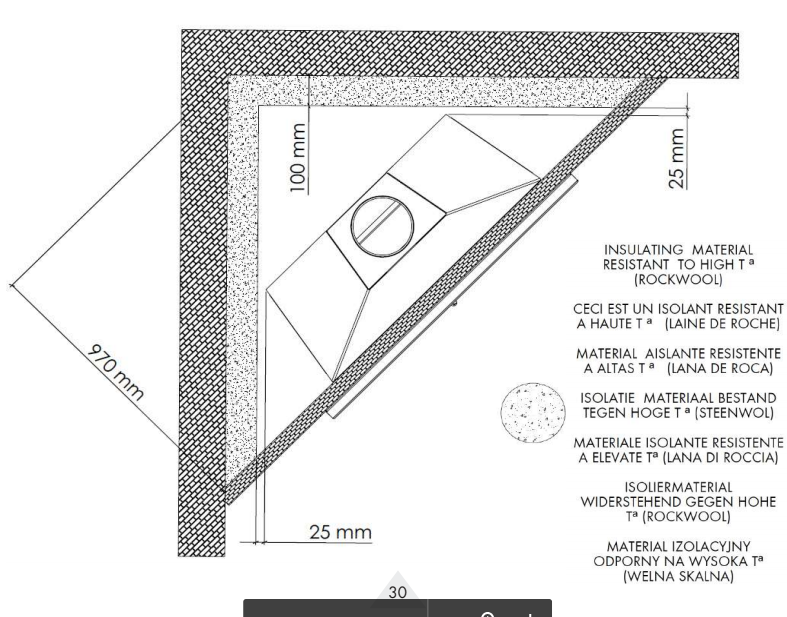 100 mm
25 mm
970 mm
25 mm
INSULATING MATERIAL
RESISTANT TO HIGH T ª
(ROCKWOOL)
CECI EST UN ISOLANT RESISTANT
A HAUTE T ª (LAINE DE ROCHE)
MATERIAL AISLANTE RESISTENTE
A ALTAS T ª (LANA DE ROCA)
ISOLATIE MATERIAAL BESTAND
TEGEN HOGE T ª (STEENWOL)
MATERIALE ISOLANTE RESISTENTE
A ELEVATE Tª (LANA DI ROCCIA)
ISOLIERMATERIAL
WIDERSTEHEND GEGEN HOHE
Tª (ROCKWOOL)
MATERIAL IZOLACYJNY
ODPORNY NA WYSOKA Tª
(WELNA SKALNA)
30